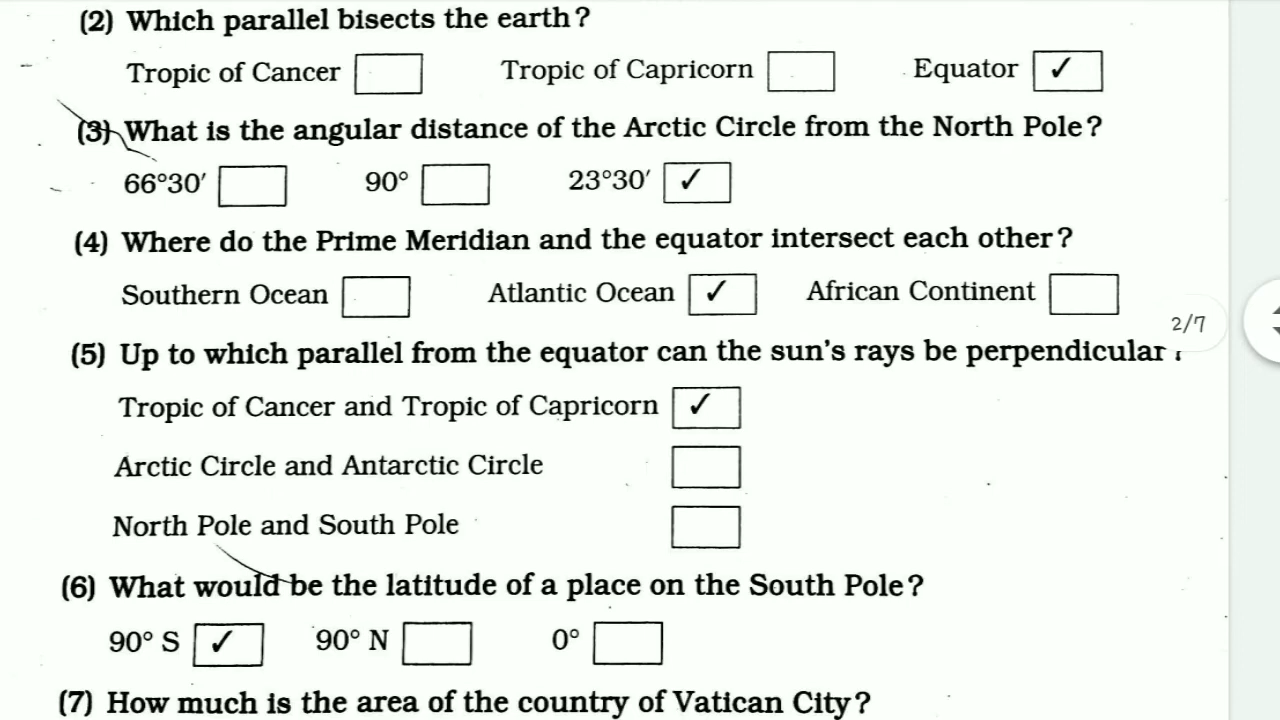 (2) Which parallel bisects the earth?
Tropic of Cancer Tropic of Capricorn Equator ✓
(3) What is the angular distance of the Arctic Circle from the North Pole?
66°30′ 90° 23°30′ ✓
(4) Where do the Prime Meridian and the equator intersect each other?
Southern Ocean Atlantic Ocean ✓ African Continent
2/7
(5) Up to which parallel from the equator can the sun's rays be perpendicular?
Tropic of Cancer and Tropic of Capricorn ✓
Arctic Circle and Antarctic Circle
North Pole and South Pole
(6) What would be the latitude of a place on the South Pole?
90° S ✓ 90° N 0°
(7) How much is the area of the country of Vatican City?